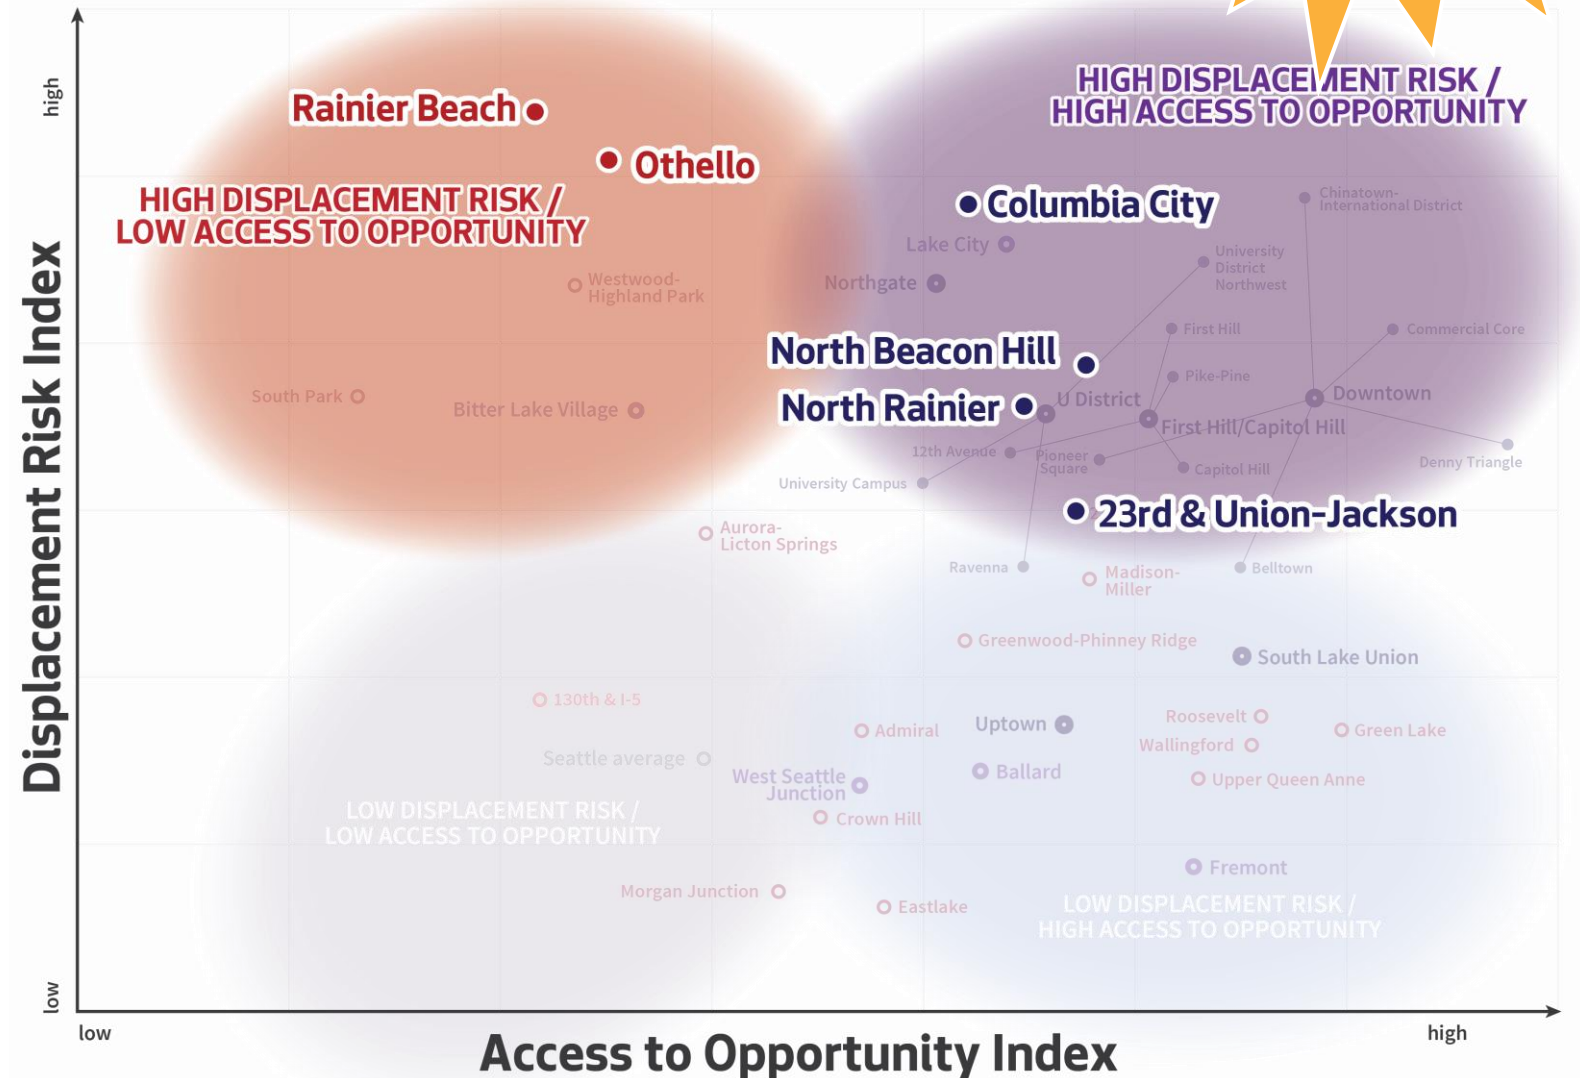 high
HIGH DISPLACEMENT RISK /
HIGH ACCESS TO OPPORTUNITY
Rainier Beach
Othello
HIGH DISPLACEMENT RISK /
LOW ACCESS TO OPPORTUNITY
Columbia City
Chinatown-
International District
Lake City
University
District
Northwest
Northgate
Westwood-
Highland Park
First Hill
Commercial Core
North Beacon Hill
Pike-Pine
South Park
Bitter Lake Village
North Rainier
U District
Downtown
First Hill/Capitol Hill
12th Avenue
Pioneer
Square
Capitol Hill
Denny Triangle
University Campus
23rd & Union-Jackson
Aurora-
Licton Springs
Ravenna
Madison-
Miller
Belltown
Greenwood-Phinney Ridge
South Lake Union
130th & I-5
Admiral
Uptown
Roosevelt
Green Lake
Wallingford
Seattle average
West Seattle
Junction
Ballard
Upper Queen Anne
LOW DISPLACEMENT RISK /
LOW ACCESS TO OPPORTUNITY
Crown Hill
Fremont
Morgan Junction
Eastlake
LOW DISPLACEMENT RISK /
HIGH ACCESS TO OPPORTUNITY
Displacement Risk Index
low
low
high
Access to Opportunity Index